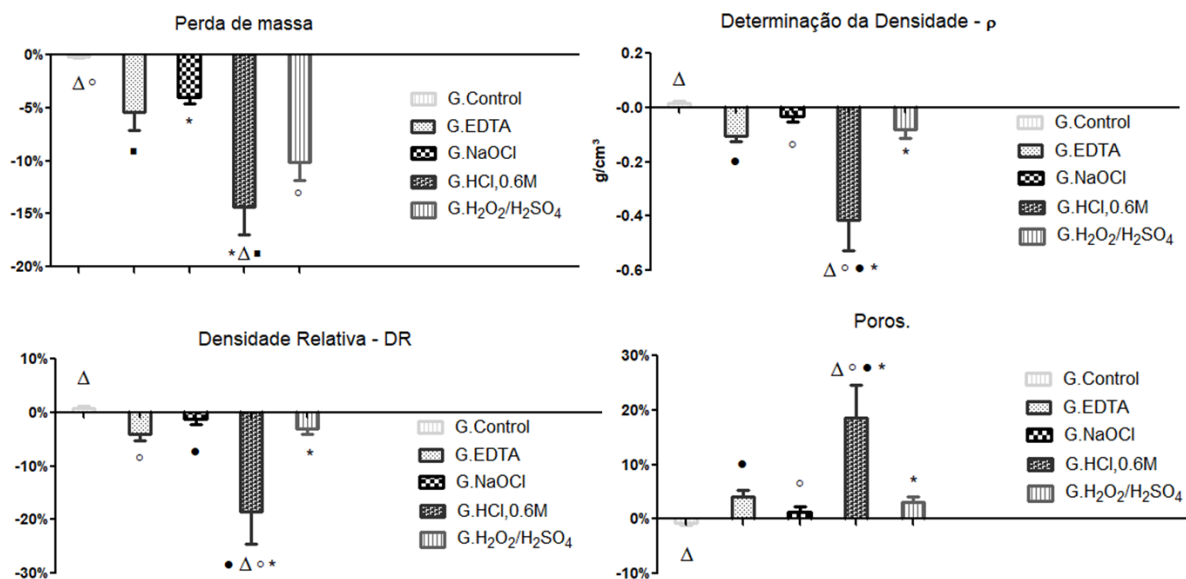 Perda de massa
0%
-5%
-10%
-15%
-20%
Δ ○
■
*
* Δ ■
○
G.Control
G.EDTA
G.NaOCl
G.HCl,0.6M
G.H₂O₂/H₂SO₄
Determinação da Densidade - ρ
g/cm³
0.2
-0.0
-0.2
-0.4
-0.6
Δ
●
○
Δ ○ ● *
*
G.Control
G.EDTA
G.NaOCl
G.HCl,0.6M
G.H₂O₂/H₂SO₄
Densidade Relativa - DR
10%
0%
-10%
-20%
-30%
Δ
○
●
● Δ ○ *
*
G.Control
G.EDTA
G.NaOCl
G.HCl,0.6M
G.H₂O₂/H₂SO₄
Poros.
30%
20%
10%
0%
-10%
Δ
●
○
Δ ○ ● *
*
G.Control
G.EDTA
G.NaOCl
G.HCl,0.6M
G.H₂O₂/H₂SO₄